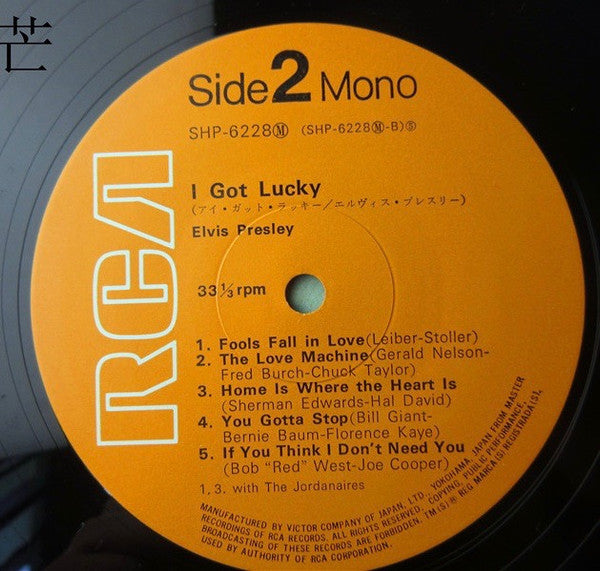 芒
Side 2 Mono
SHP-6228Ⓜ (SHP-6228Ⓜ-B)Ⓢ
RCA
I Got Lucky
(アイ・ガット・ラッキー/エルヴィス・プレスリー)
Elvis Presley
33⅓ rpm
1. Fools Fall in Love(Leiber-Stoller)
2. The Love Machine(Gerald Nelson-
Fred Burch-Chuck Taylor)
3. Home Is Where the Heart Is
(Sherman Edwards-Hal David)
4. You Gotta Stop(Bill Giant-
Bernie Baum-Florence Kaye)
5. If You Think I Don't Need You
(Bob "Red" West-Joe Cooper)
1, 3. with The Jordanaires
MANUFACTURED BY VICTOR COMPANY OF JAPAN, LTD., YOKOHAMA, JAPAN FROM MASTER
RECORDINGS OF RCA RECORDS. ALL RIGHTS RESERVED. COPYING, PUBLIC PERFORMANCE,
BROADCASTING OF THESE RECORDS ARE FORBIDDEN. TM(S)® REG MARCA(S) REGISTRADA(S),
USED BY AUTHORITY OF RCA CORPORATION.